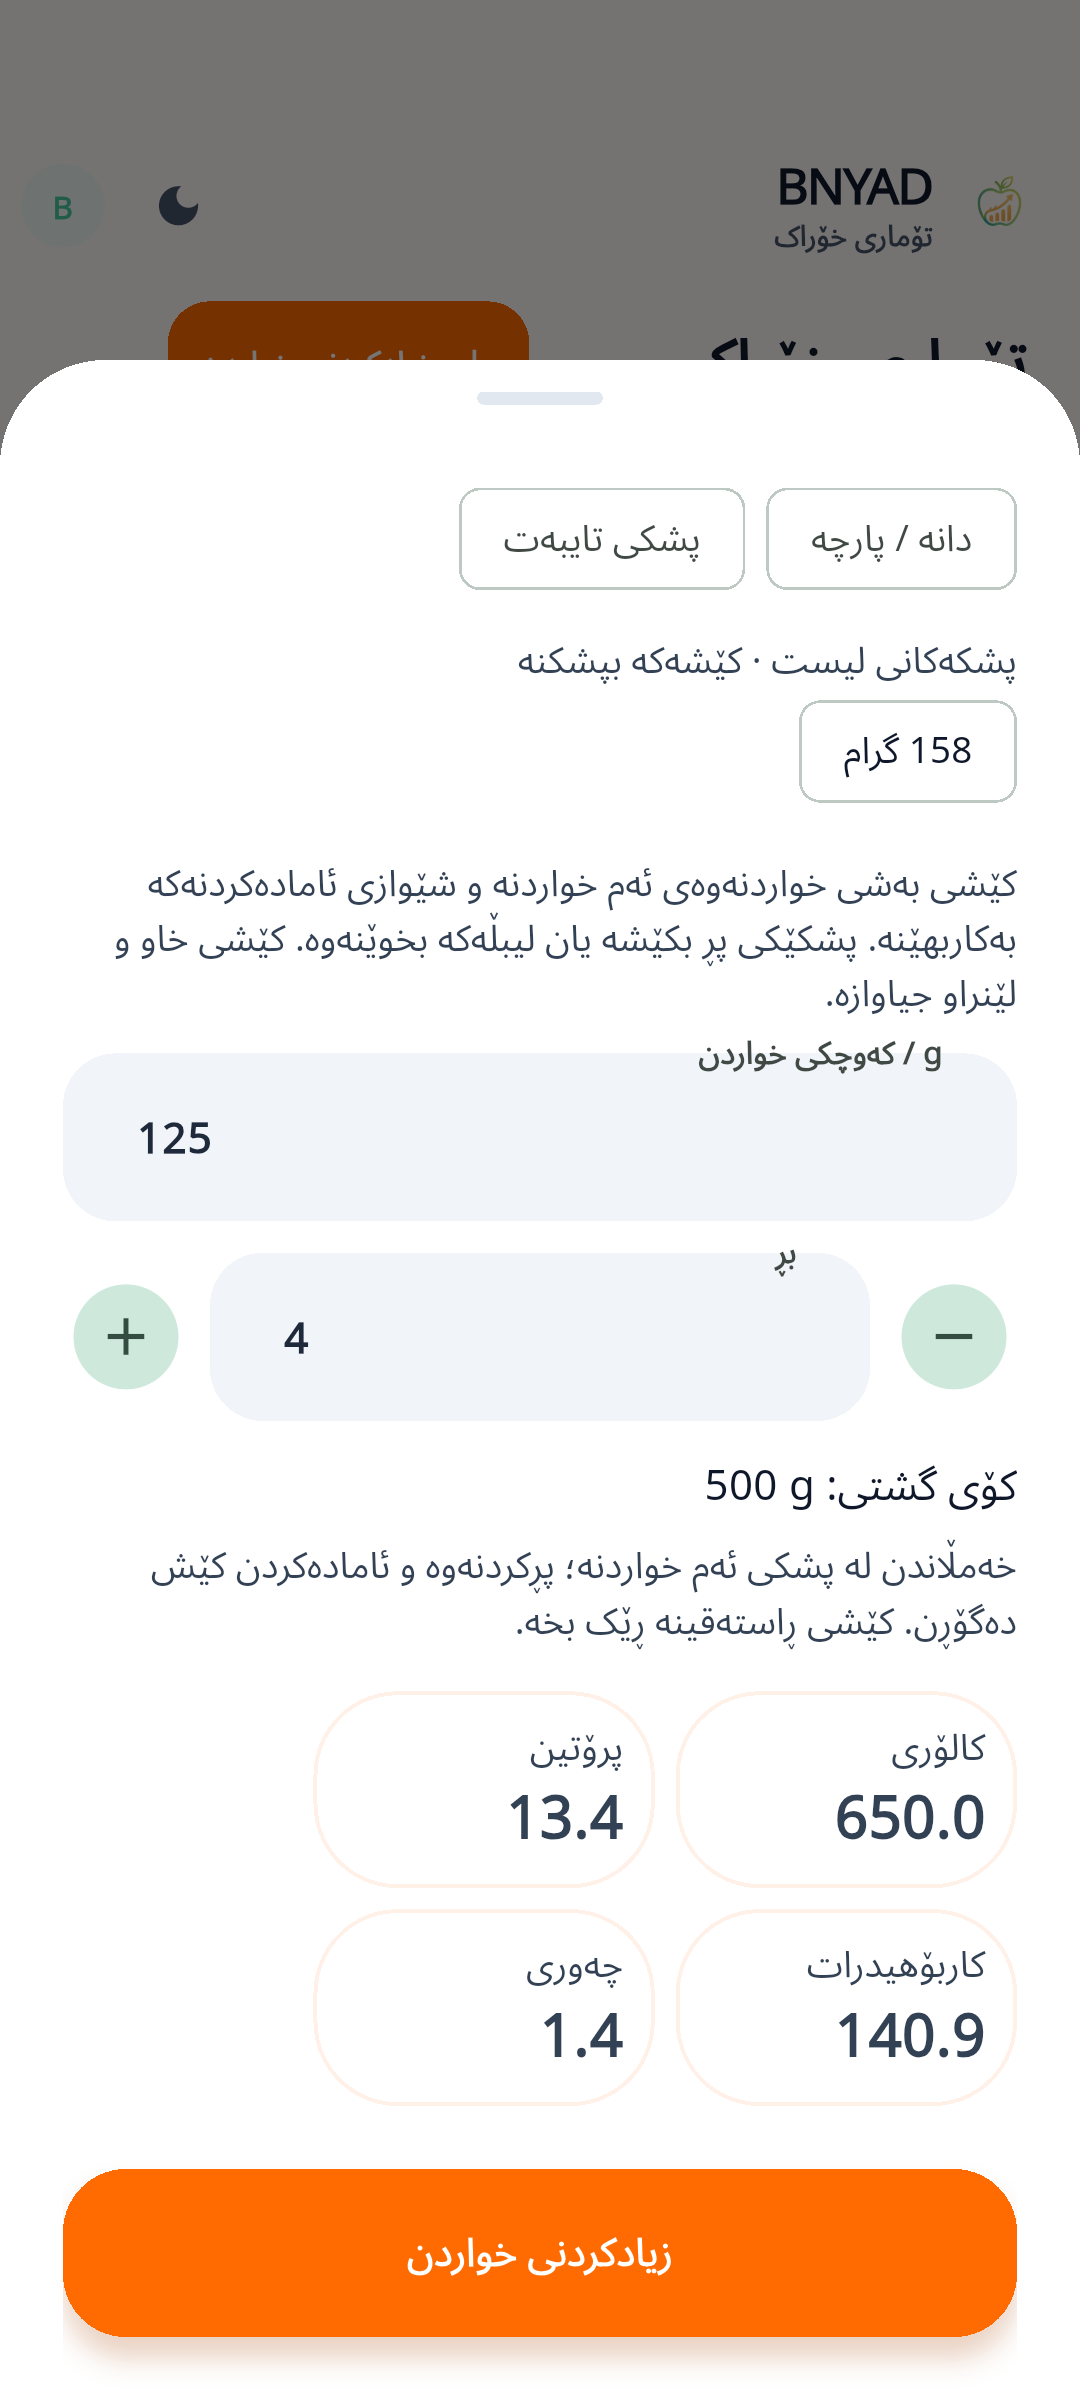 BNYAD
تۆماری خۆراک
B
دانە / پارچە
پشکی تایبەت
پشکەکانی لیست · کێشەکە بپشکنە
158 گرام
کێشی بەشی خواردنەوەی ئەم خواردنە و شێوازی ئامادەکردنەکە
بەکاربهێنە. پشکێکی پڕ بکێشە یان لیبڵەکە بخوێنەوە. کێشی خاو و
لێنراو جیاوازە.
g / کەوچکی خواردن
125
بڕ
4
کۆی گشتی: 500 g
خەمڵاندن لە پشکی ئەم خواردنە؛ پڕکردنەوە و ئامادەکردن کێش
دەگۆڕن. کێشی ڕاستەقینە ڕێک بخە.
کالۆری
650.0
پرۆتین
13.4
کاربۆهیدرات
140.9
چەوری
1.4
زیادکردنی خواردن